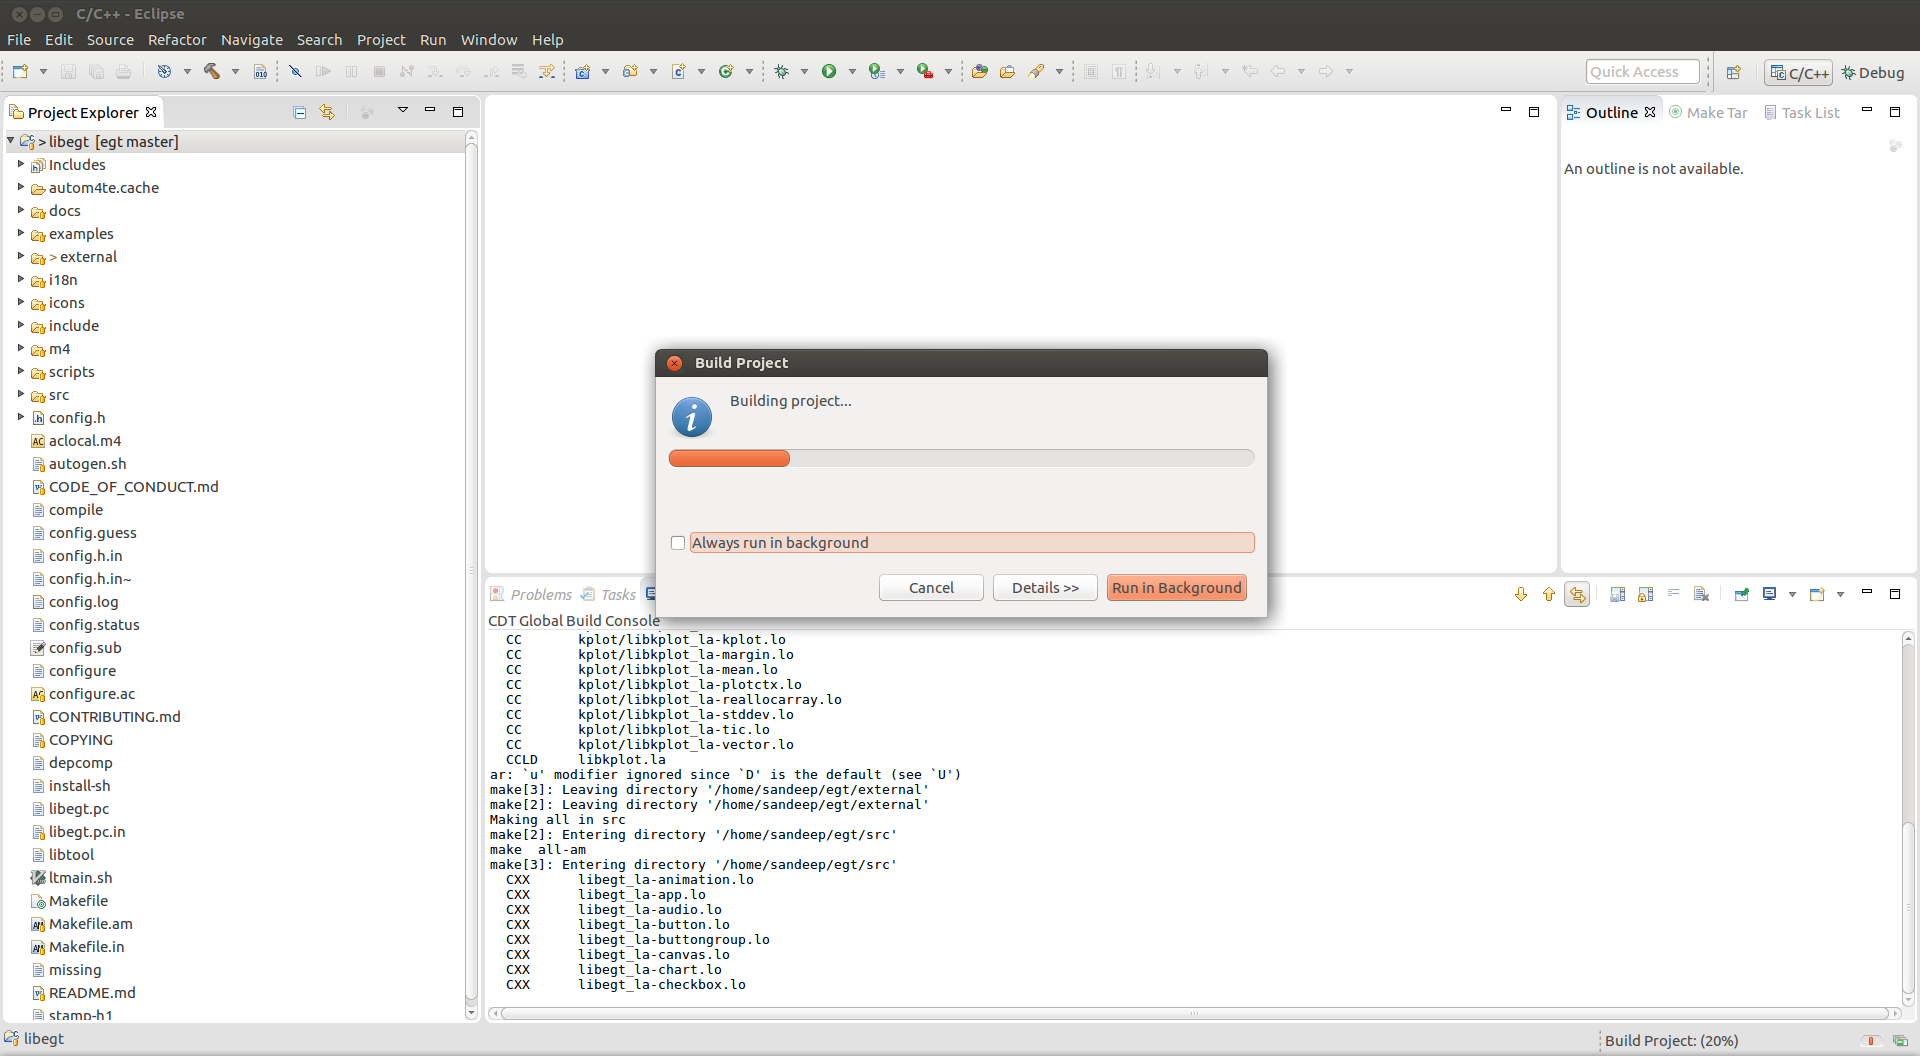 C/C++ - Eclipse
File Edit Source Refactor Navigate Search Project Run Window Help
Quick Access
C/C++
Debug
Project Explorer
> libegt [egt master]
Includes
autom4te.cache
docs
examples
> external
i18n
icons
include
m4
scripts
src
config.h
aclocal.m4
autogen.sh
CODE_OF_CONDUCT.md
compile
config.guess
config.h.in
config.h.in~
config.log
config.status
config.sub
configure
configure.ac
CONTRIBUTING.md
COPYING
depcomp
install-sh
libegt.pc
libegt.pc.in
libtool
ltmain.sh
Makefile
Makefile.am
Makefile.in
missing
README.md
stamp-h1
Outline Make Tar Task List
An outline is not available.
Build Project
Building project...
Always run in background
Cancel Details >> Run in Background
Problems Tasks
CDT Global Build Console
CC kplot/libkplot_la-kplot.lo
CC kplot/libkplot_la-margin.lo
CC kplot/libkplot_la-mean.lo
CC kplot/libkplot_la-plotctx.lo
CC kplot/libkplot_la-reallocarray.lo
CC kplot/libkplot_la-stddev.lo
CC kplot/libkplot_la-tic.lo
CC kplot/libkplot_la-vector.lo
CCLD libkplot.la
ar: `u' modifier ignored since `D' is the default (see `U')
make[3]: Leaving directory '/home/sandeep/egt/external'
make[2]: Leaving directory '/home/sandeep/egt/external'
Making all in src
make[2]: Entering directory '/home/sandeep/egt/src'
make all-am
make[3]: Entering directory '/home/sandeep/egt/src'
CXX libegt_la-animation.lo
CXX libegt_la-app.lo
CXX libegt_la-audio.lo
CXX libegt_la-button.lo
CXX libegt_la-buttongroup.lo
CXX libegt_la-canvas.lo
CXX libegt_la-chart.lo
CXX libegt_la-checkbox.lo
libegt
Build Project: (20%)